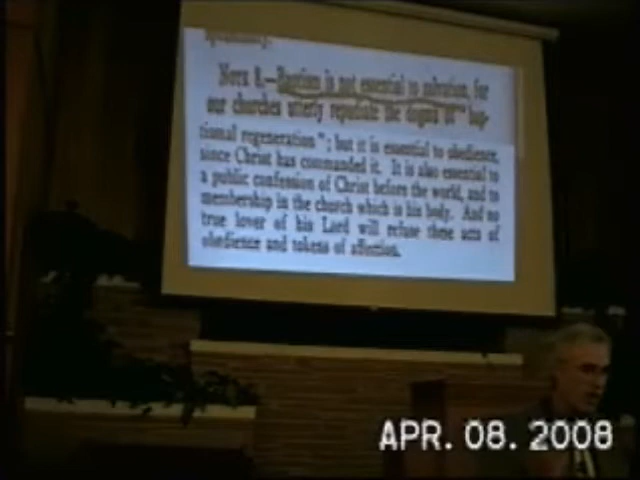 NOTE 8.—Baptism is not essential to salvation, for
our churches utterly repudiate the dogma of "bap-
tismal regeneration"; but it is essential to obedience,
since Christ has commanded it. It is also essential to
a public confession of Christ before the world, and to
membership in the church which is his body. And no
true lover of his Lord will refuse these acts of
obedience and tokens of affection.
APR. 08. 2008